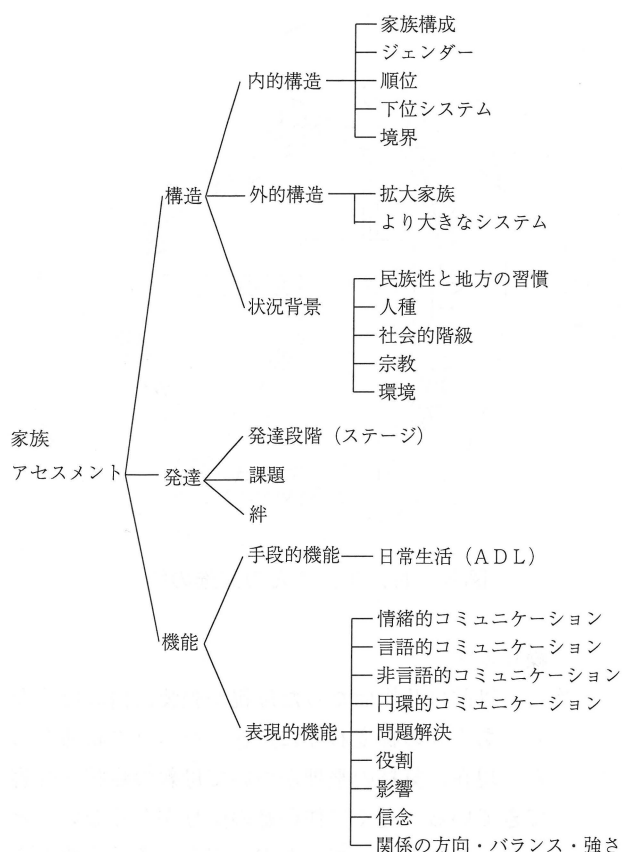 家族
アセスメント
構造
内的構造
家族構成
ジェンダー
順位
下位システム
境界
外的構造
拡大家族
より大きなシステム
状況背景
民族性と地方の習慣
人種
社会的階級
宗教
環境
発達
発達段階（ステージ）
課題
絆
機能
手段的機能
日常生活（ADL）
表現的機能
情緒的コミュニケーション
言語的コミュニケーション
非言語的コミュニケーション
円環的コミュニケーション
問題解決
役割
影響
信念
関係の方向・バランス・強さ